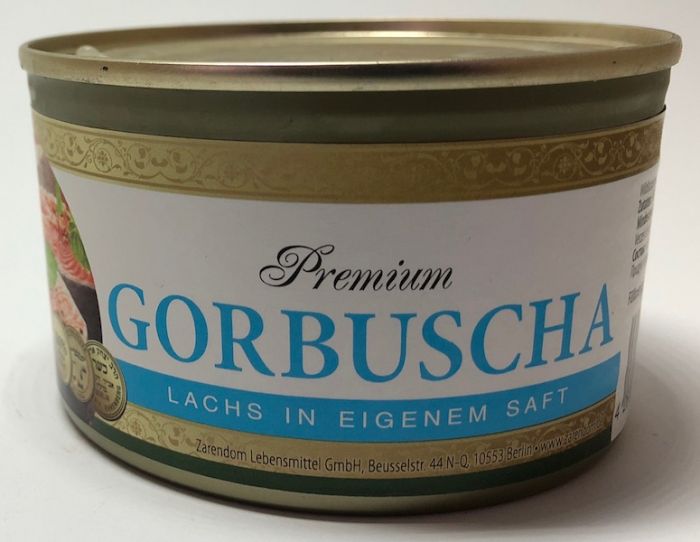 Premium
GORBUSCHA
LACHS IN EIGENEM SAFT
Zarendom Lebensmittel GmbH, Beusselstr. 44 N-Q, 10553 Berlin